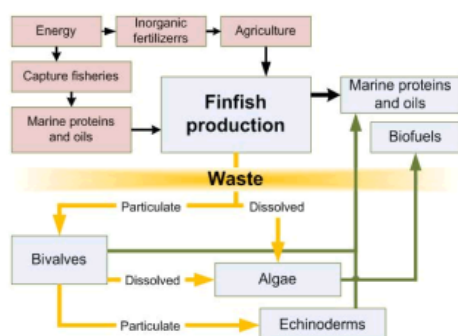 Energy
Inorganic
fertilizerrs
Agriculture
Capture fisheries
Marine proteins
and oils
Finfish
production
Marine proteins
and oils
Biofuels
Waste
Particulate
Dissolved
Bivalves
Dissolved
Algae
Particulate
Echinoderms